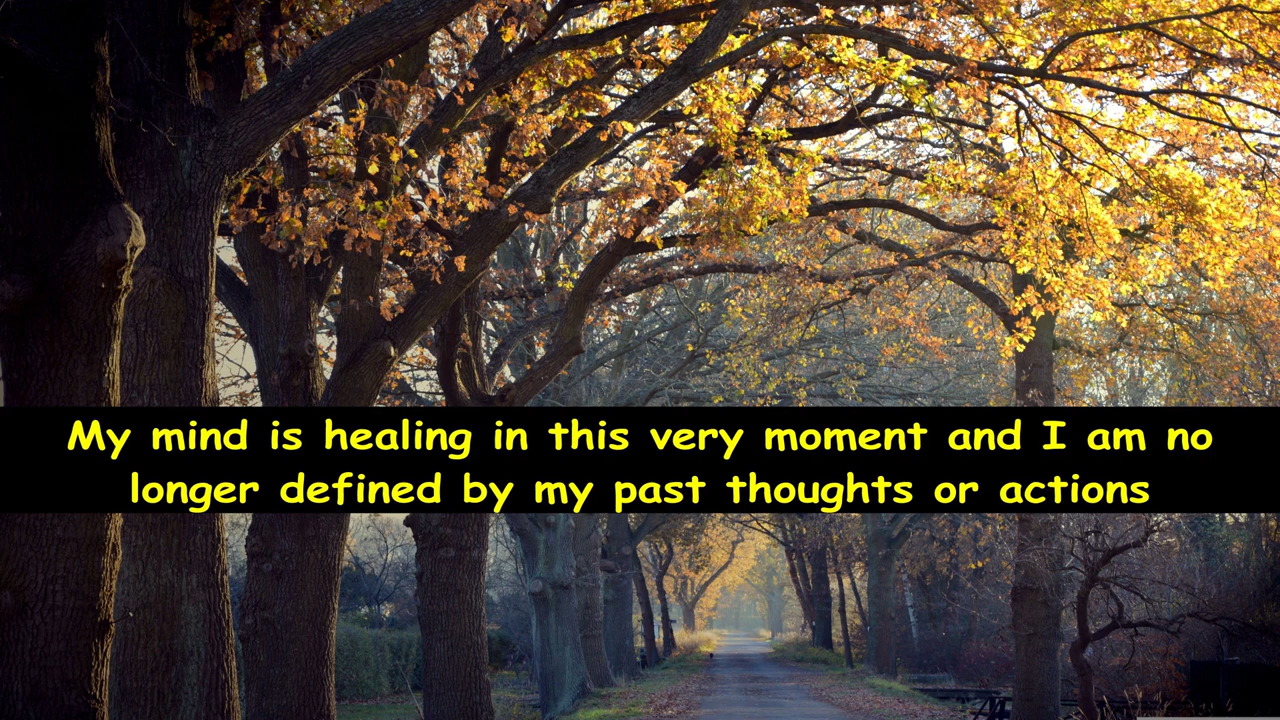 My mind is healing in this very moment and I am no
longer defined by my past thoughts or actions